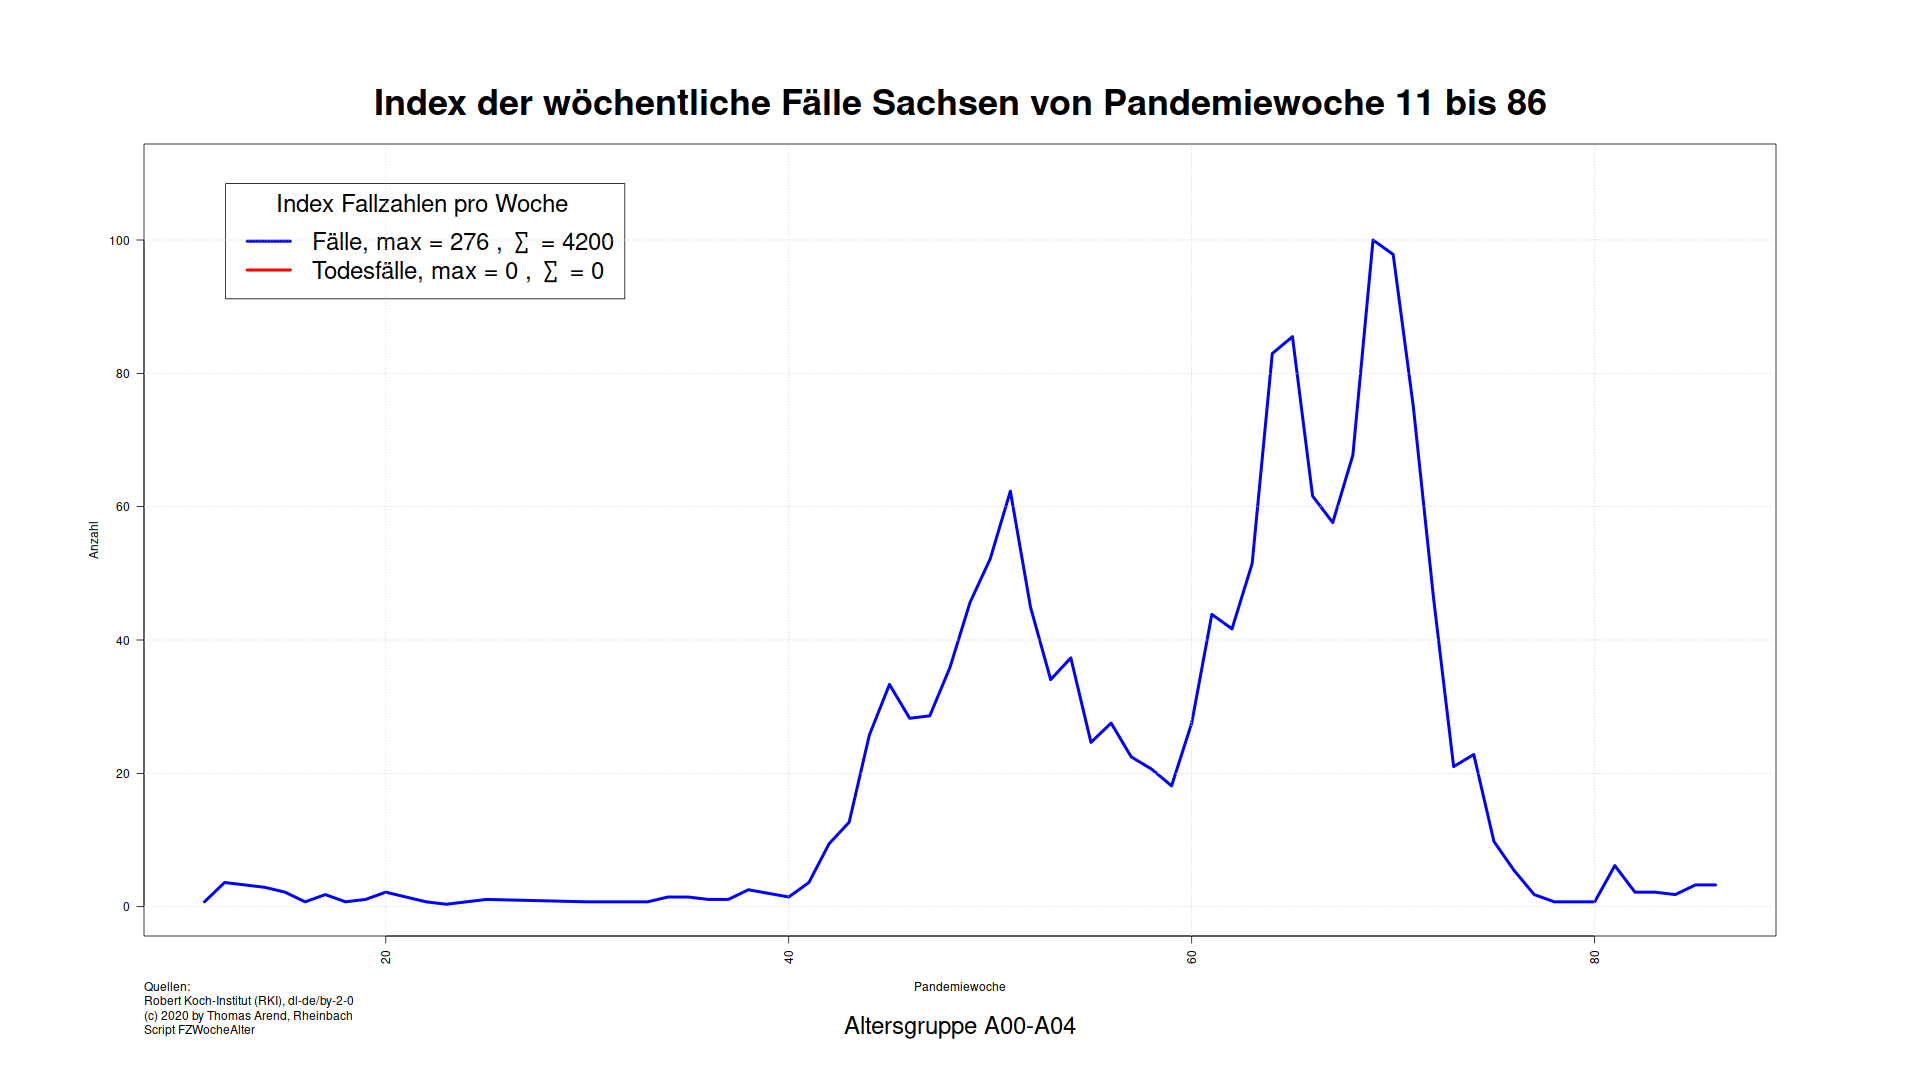 Index der wöchentliche Fälle Sachsen von Pandemiewoche 11 bis 86
Index Fallzahlen pro Woche
Fälle, max = 276 , ∑ = 4200
Todesfälle, max = 0 , ∑ = 0
100
80
60
40
20
0
Anzahl
20
40
60
80
Pandemiewoche
Quellen:
Robert Koch-Institut (RKI), dl-de/by-2-0
(c) 2020 by Thomas Arend, Rheinbach
Script FZWocheAlter
Altersgruppe A00-A04